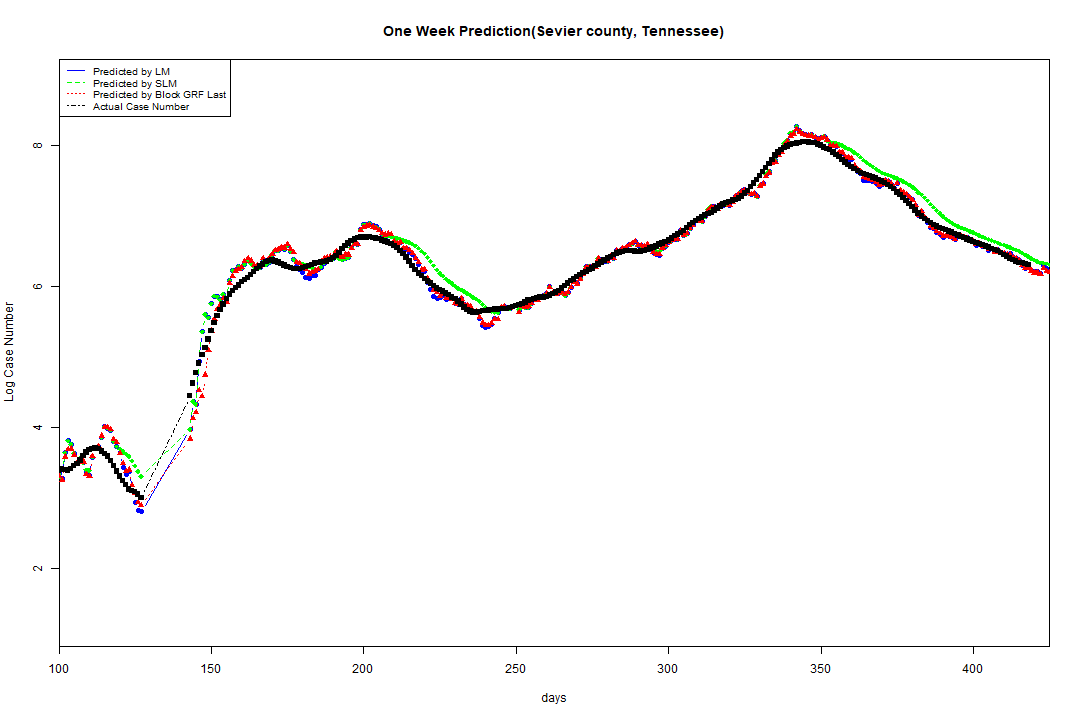 One Week Prediction(Sevier county, Tennessee)
Predicted by LM
Predicted by SLM
Predicted by Block GRF Last
Actual Case Number
8
6
4
2
Log Case Number
100 150 200 250 300 350 400
days